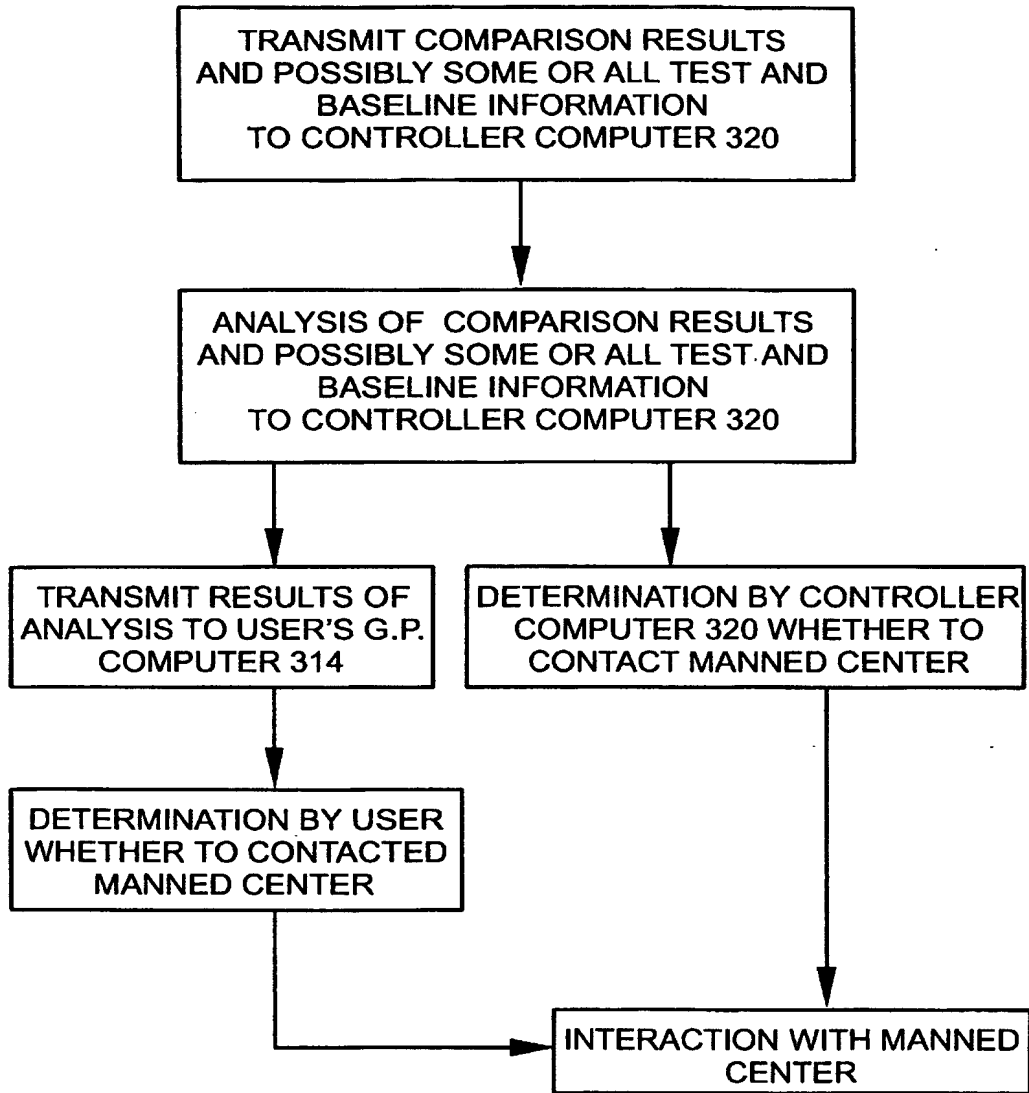 TRANSMIT COMPARISON RESULTS
AND POSSIBLY SOME OR ALL TEST AND
BASELINE INFORMATION
TO CONTROLLER COMPUTER 320
ANALYSIS OF COMPARISON RESULTS
AND POSSIBLY SOME OR ALL TEST AND
BASELINE INFORMATION
TO CONTROLLER COMPUTER 320
TRANSMIT RESULTS OF
ANALYSIS TO USER'S G.P.
COMPUTER 314
DETERMINATION BY CONTROLLER
COMPUTER 320 WHETHER TO
CONTACT MANNED CENTER
DETERMINATION BY USER
WHETHER TO CONTACTED
MANNED CENTER
INTERACTION WITH MANNED
CENTER